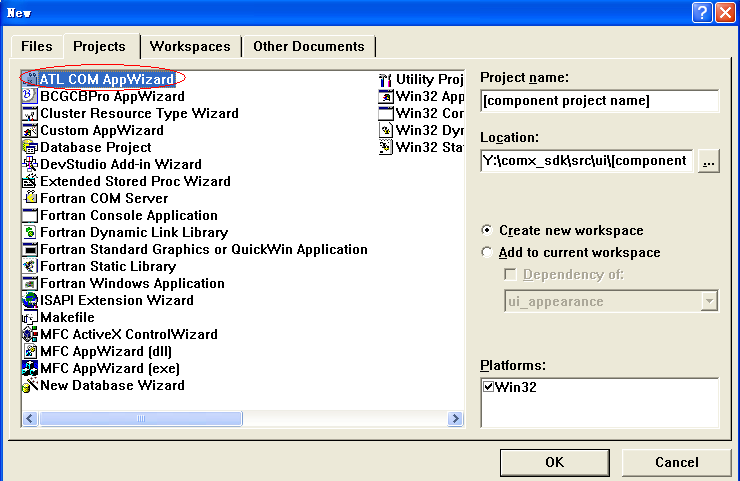 New
Files
Projects
Workspaces
Other Documents
ATL COM AppWizard
BCGCBPro AppWizard
Cluster Resource Type Wizard
Custom AppWizard
Database Project
DevStudio Add-in Wizard
Extended Stored Proc Wizard
Fortran COM Server
Fortran Console Application
Fortran Dynamic Link Library
Fortran Standard Graphics or QuickWin Application
Fortran Static Library
Fortran Windows Application
ISAPI Extension Wizard
Makefile
MFC ActiveX ControlWizard
MFC AppWizard (dll)
MFC AppWizard (exe)
New Database Wizard
Utility Proj
Win32 App
Win32 Con
Win32 Dyn
Win32 Stat
Project name:
[component project name]
Location:
Y:\comx_sdk\src\ui\[component
...
Create new workspace
Add to current workspace
Dependency of:
ui_appearance
Platforms:
Win32
OK
Cancel